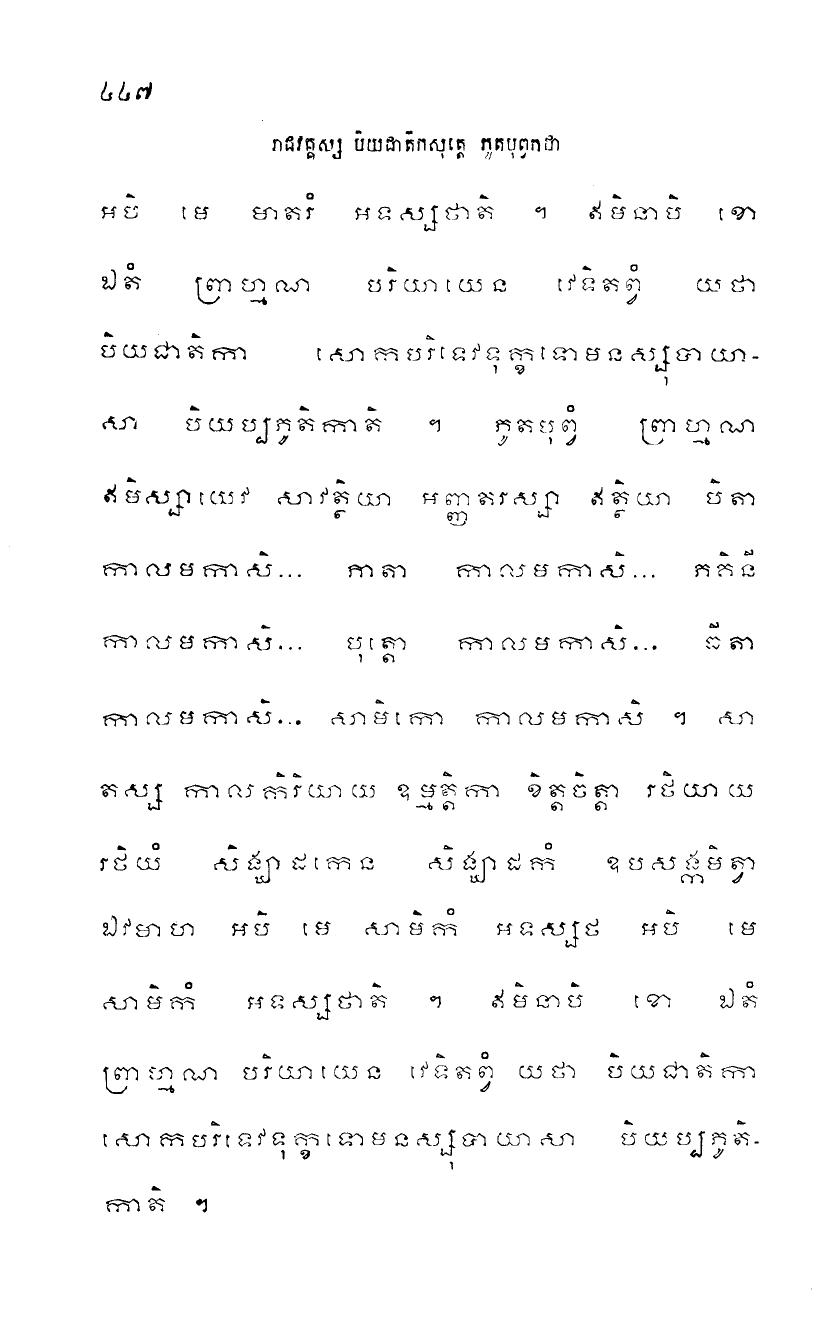 ៤៤៧
រាជវគ្គស្ស បិយជាតិកសុត្តេ ភូតបុព្វកថា
អបិ មេ មាតរំ អទស្សថាតិ ។ ឥមិនាបិ ខោ
ឯតំ ព្រាហ្មណ បរិយាយេន វេទិតព្វំ យថា
បិយជាតិកា សោកបរិទេវទុក្ខទោមនស្សុបាយា-
សា បិយប្បភូតិកាតិ ។ ភូតបុព្វំ ព្រាហ្មណ
ឥមិស្សាយេវ សាវត្ថិយា អញ្ញតរស្សា ឥត្ថិយា បិតា
កាលមកាសិ... ភាតា កាលមកាសិ... ភគិនី
កាលមកាសិ... បុត្តោ កាលមកាសិ... ធីតា
កាលមកាសិ... សាមិកោ កាលមកាសិ ។ សា
តស្ស កាលកិរិយាយ ឧម្មត្តិកា ខិត្តចិត្តា រថិយាយ
រថិយំ សិង្ឃាដកេន សិង្ឃាដកំ ឧបសង្កមិត្វា
ឯវមាហ អបិ មេ សាមិកំ អទស្សថ អបិ មេ
សាមិកំ អទស្សថាតិ ។ ឥមិនាបិ ខោ ឯតំ
ព្រាហ្មណ បរិយាយេន វេទិតព្វំ យថា បិយជាតិកា
សោកបរិទេវទុក្ខទោមនស្សុបាយាសា បិយប្បភូតិ-
កាតិ ។